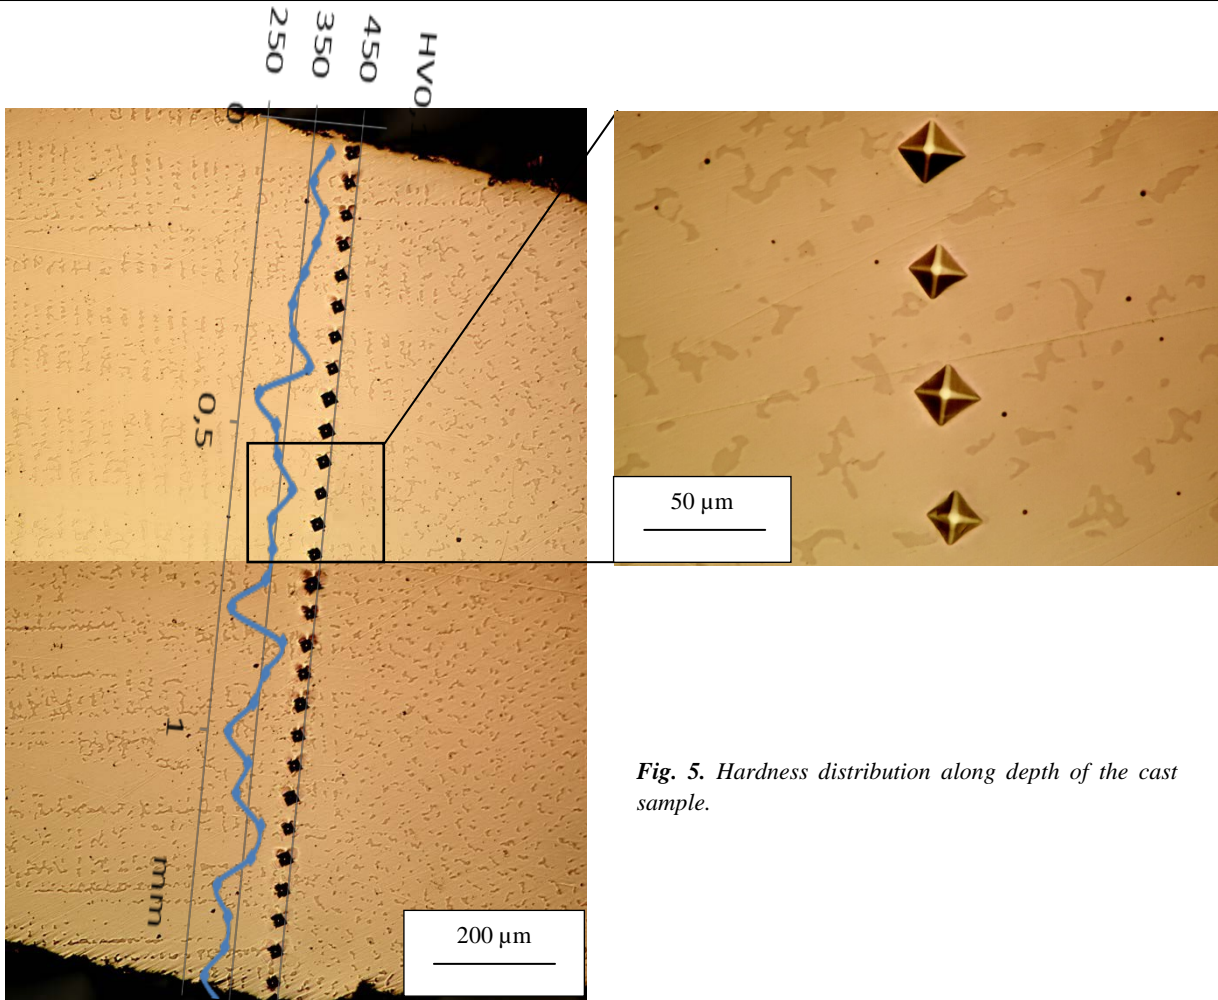 250
350
450
HV0
0
0,5
1
mm
50 µm
200 µm
Fig. 5. Hardness distribution along depth of the cast
sample.